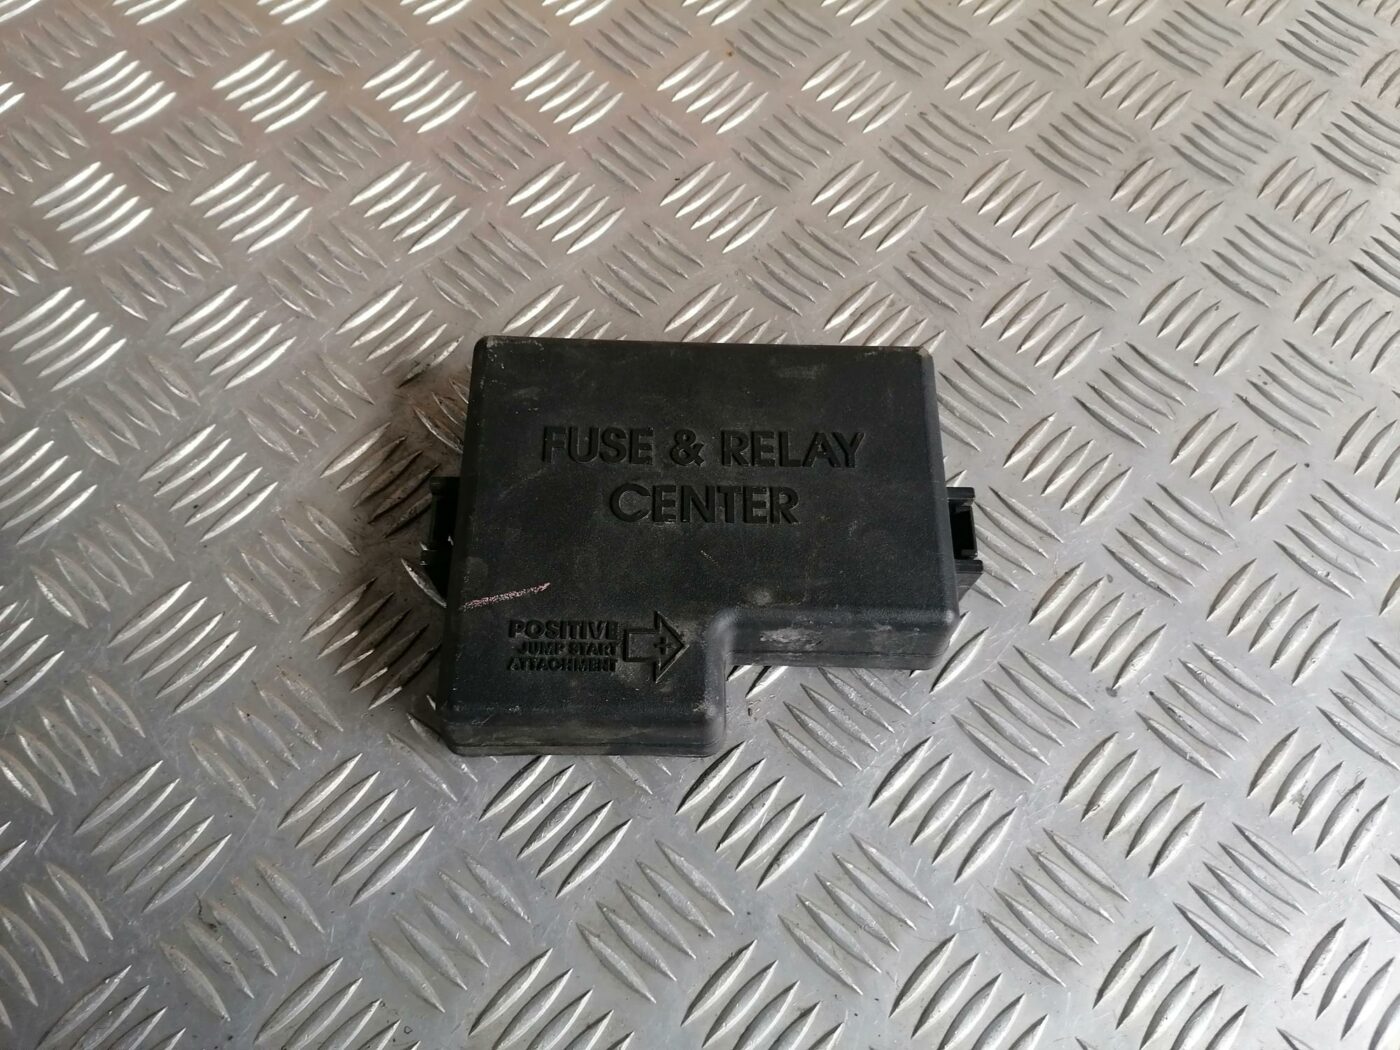 FUSE & RELAY
CENTER
POSITIVE
JUMP START
ATTACHMENT
+